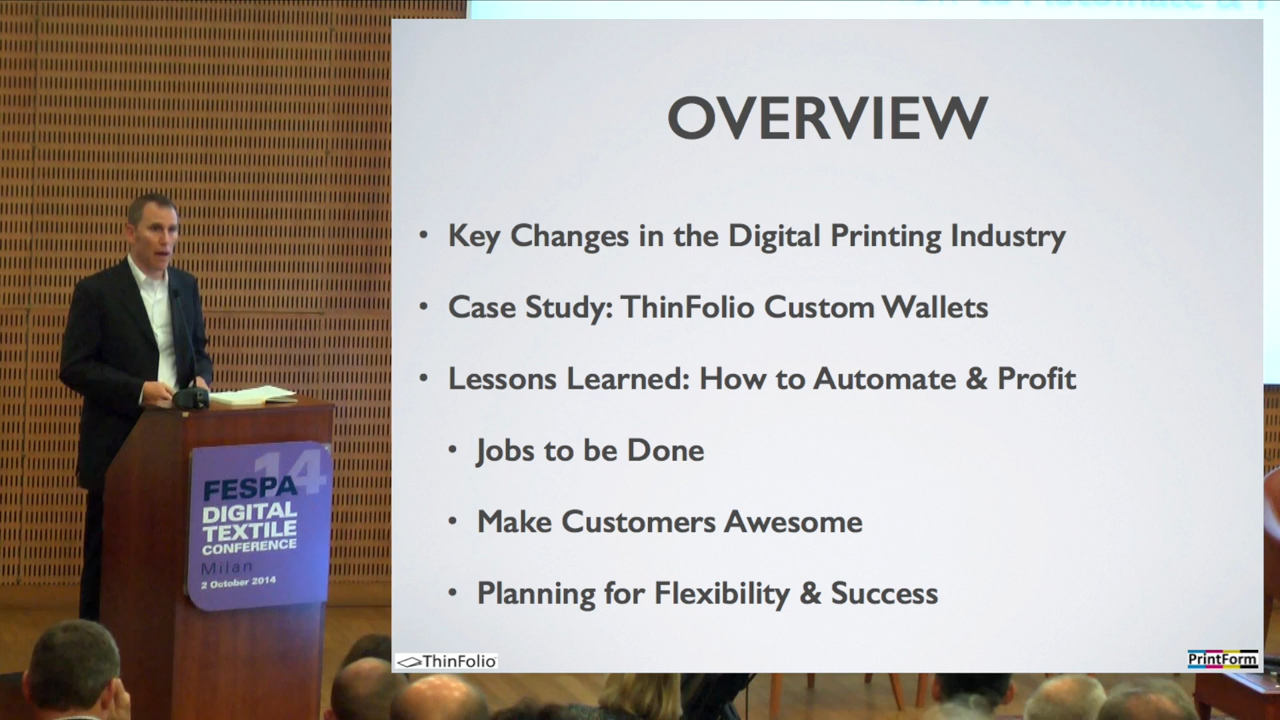 to Automate &
OVERVIEW
• Key Changes in the Digital Printing Industry
• Case Study: ThinFolio Custom Wallets
• Lessons Learned: How to Automate & Profit
• Jobs to be Done
• Make Customers Awesome
• Planning for Flexibility & Success
ThinFolio
PrintForm
14
FESPA
DIGITAL
TEXTILE
CONFERENCE
Milan
2 October 2014